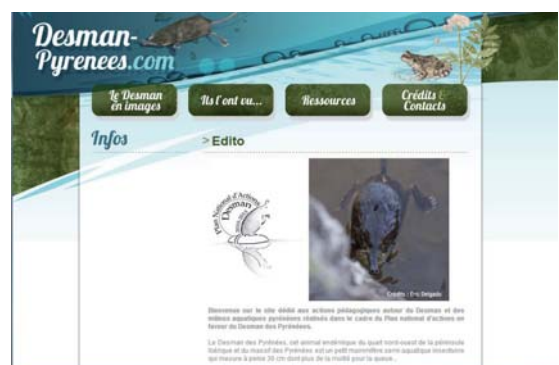 Desman-
Pyrenees.com
Le Desman
en images
Ils l'ont vu...
Ressources
Crédits &
Contacts
Infos
> Edito
Plan National d'Actions
Desman
Crédits : Eric Delgado
Bienvenue sur le site dédié aux actions pédagogiques autour du Desman et des
milieux aquatiques pyrénéens réalisés dans le cadre du Plan national d'actions en
faveur du Desman des Pyrénées.
Le Desman des Pyrénées, cet animal endémique du quart nord-ouest de la péninsule
Ibérique et du massif des Pyrénées est un petit mammifère semi aquatique insectivore
qui mesure à peine 30 cm dont plus de la moitié pour la queue...